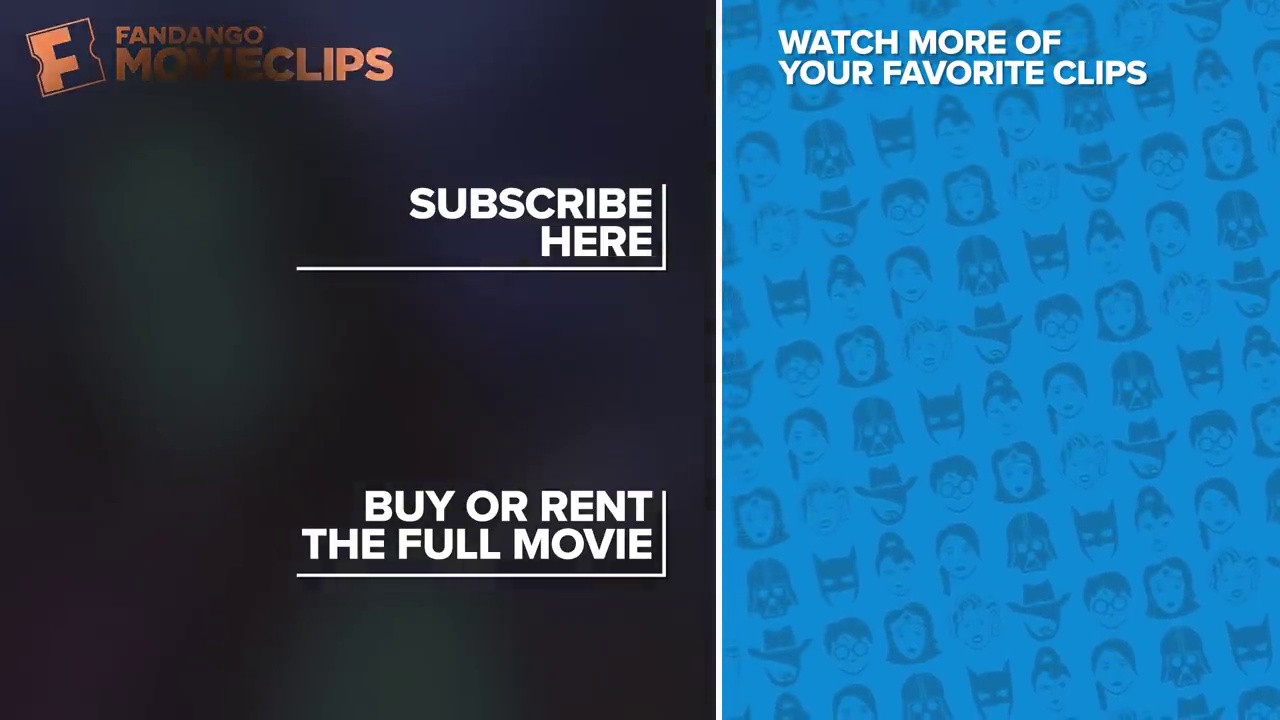 FANDANGO
MOVIECLIPS
SUBSCRIBE
HERE
BUY OR RENT
THE FULL MOVIE
WATCH MORE OF
YOUR FAVORITE CLIPS